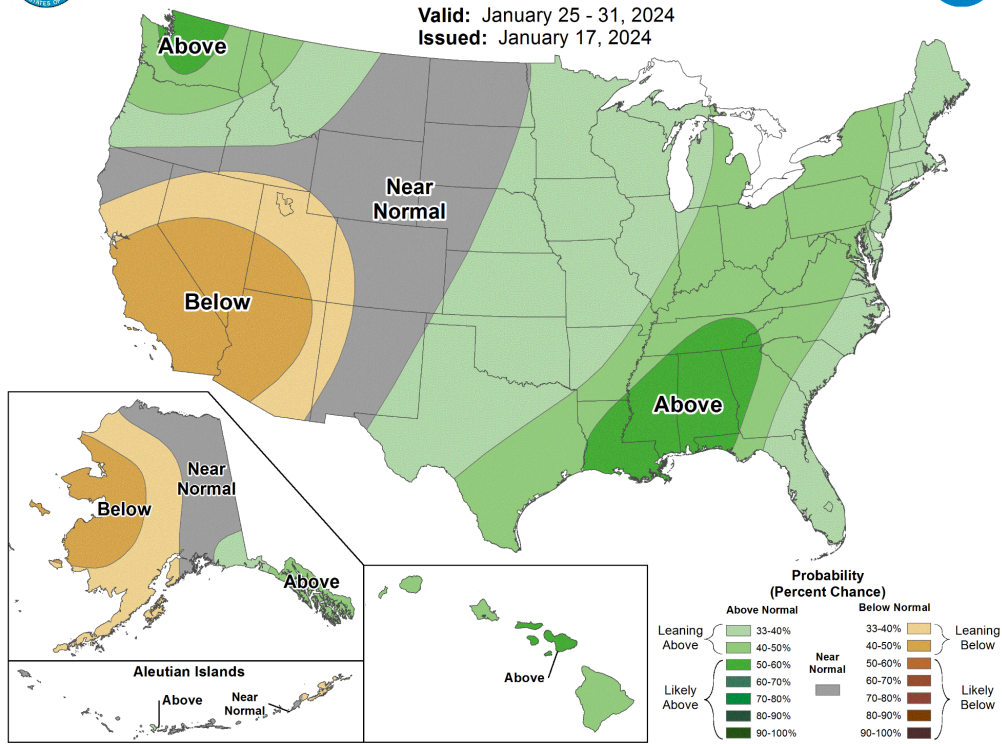 STATES OF
Valid: January 25 - 31, 2024
Issued: January 17, 2024
Above
Near
Normal
Below
Above
Near
Normal
Below
Above
Aleutian Islands
Above
Near
Normal
Above
Probability
(Percent Chance)
Above Normal
Below Normal
Leaning
Above
33-40%
40-50%
Likely
Above
50-60%
60-70%
70-80%
80-90%
90-100%
Near
Normal
33-40%
40-50%
Leaning
Below
50-60%
60-70%
70-80%
80-90%
90-100%
Likely
Below